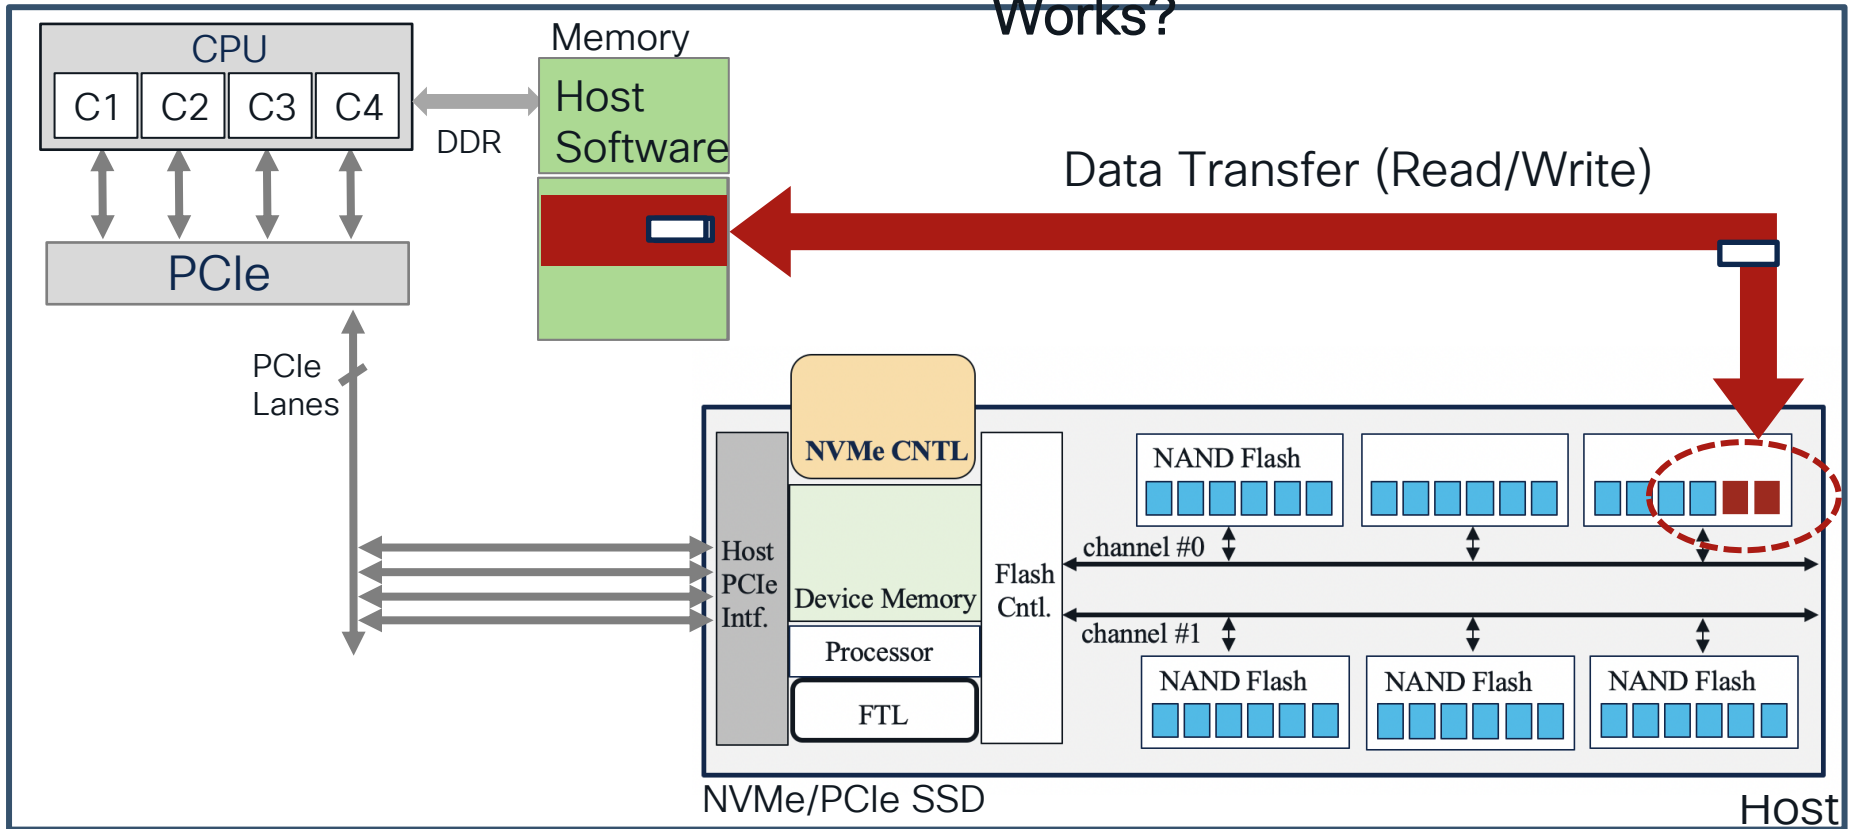 Works?
CPU
C1 C2 C3 C4
DDR
Memory
Host
Software
Data Transfer (Read/Write)
PCIe
PCIe
Lanes
NVMe CNTL
Host
PCIe
Intf.
Device Memory
Processor
FTL
Flash
Cntl.
NAND Flash
channel #0
channel #1
NAND Flash
NAND Flash
NAND Flash
NVMe/PCIe SSD
Host